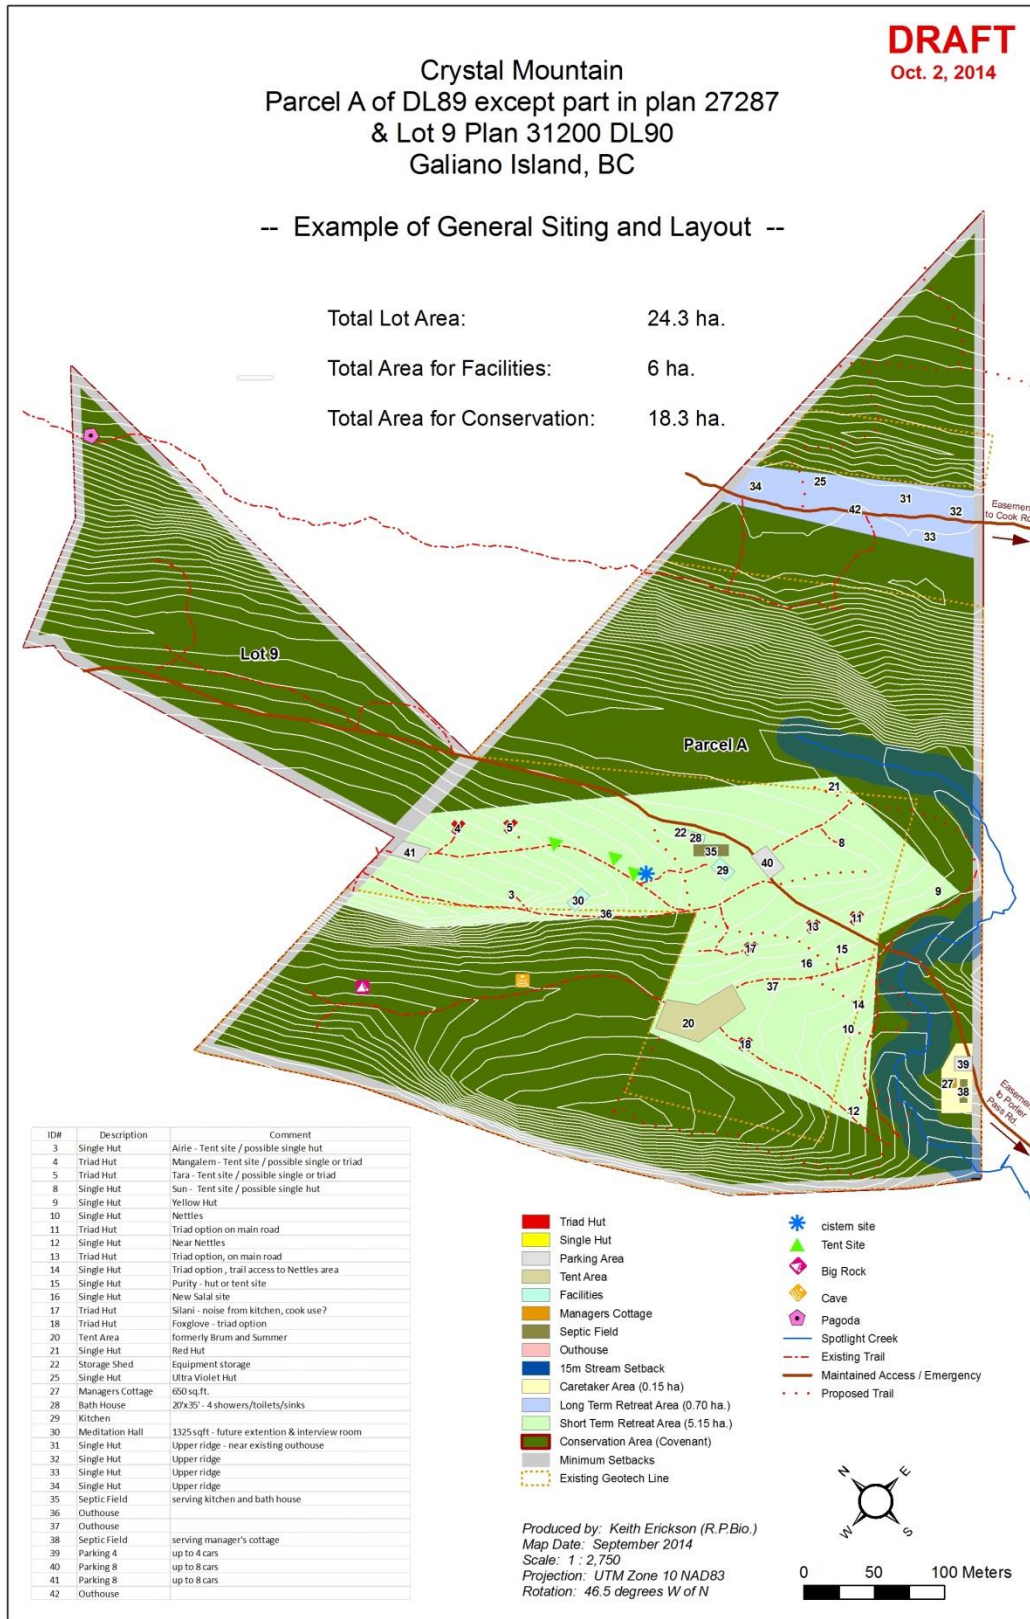 DRAFT
Oct. 2, 2014
Crystal Mountain
Parcel A of DL89 except part in plan 27287
& Lot 9 Plan 31200 DL90
Galiano Island, BC
-- Example of General Siting and Layout --
Total Lot Area: 24.3 ha.
Total Area for Facilities: 6 ha.
Total Area for Conservation: 18.3 ha.
34 25 31 32
42 33
Easement
to Cook Rd.
Lot 9
Parcel A
21
4 5 22 28 8
41 35 40
29
3 30 36 9
13 11
17 16 15
37
20 14
10
18
39
27 38
12
Easement
to Porlier
Pass Rd.
ID# Description Comment
3 Single Hut Airie - Tent site / possible single hut
4 Triad Hut Mangalem - Tent site / possible single or triad
5 Triad Hut Tara - Tent site / possible single or triad
8 Single Hut Sun - Tent site / possible single hut
9 Single Hut Yellow Hut
10 Single Hut Nettles
11 Triad Hut Triad option on main road
12 Single Hut Near Nettles
13 Triad Hut Triad option, on main road
14 Single Hut Triad option , trail access to Nettles area
15 Single Hut Purity - hut or tent site
16 Single Hut New Salal site
17 Triad Hut Silani - noise from kitchen, cook use?
18 Triad Hut Foxglove - triad option
20 Tent Area formerly Brum and Summer
21 Single Hut Red Hut
22 Storage Shed Equipment storage
25 Single Hut Ultra Violet Hut
27 Managers Cottage 650 sq.ft.
28 Bath House 20'x35' - 4 showers/toilets/sinks
29 Kitchen
30 Meditation Hall 1325sqft - future extention & interview room
31 Single Hut Upper ridge - near existing outhouse
32 Single Hut Upper ridge
33 Single Hut Upper ridge
34 Single Hut Upper ridge
35 Septic Field serving kitchen and bath house
36 Outhouse
37 Outhouse
38 Septic Field serving manager's cottage
39 Parking 4 up to 4 cars
40 Parking 8 up to 8 cars
41 Parking 8 up to 8 cars
42 Outhouse
Triad Hut
Single Hut
Parking Area
Tent Area
Facilities
Managers Cottage
Septic Field
Outhouse
15m Stream Setback
Caretaker Area (0.15 ha)
Long Term Retreat Area (0.70 ha.)
Short Term Retreat Area (5.15 ha.)
Conservation Area (Covenant)
Minimum Setbacks
Existing Geotech Line
cistern site
Tent Site
Big Rock
Cave
Pagoda
Spotlight Creek
Existing Trail
Maintained Access / Emergency
Proposed Trail
N E
W S
Produced by: Keith Erickson (R.P.Bio.)
Map Date: September 2014
Scale: 1 : 2,750
Projection: UTM Zone 10 NAD83
Rotation: 46.5 degrees W of N
0 50 100 Meters